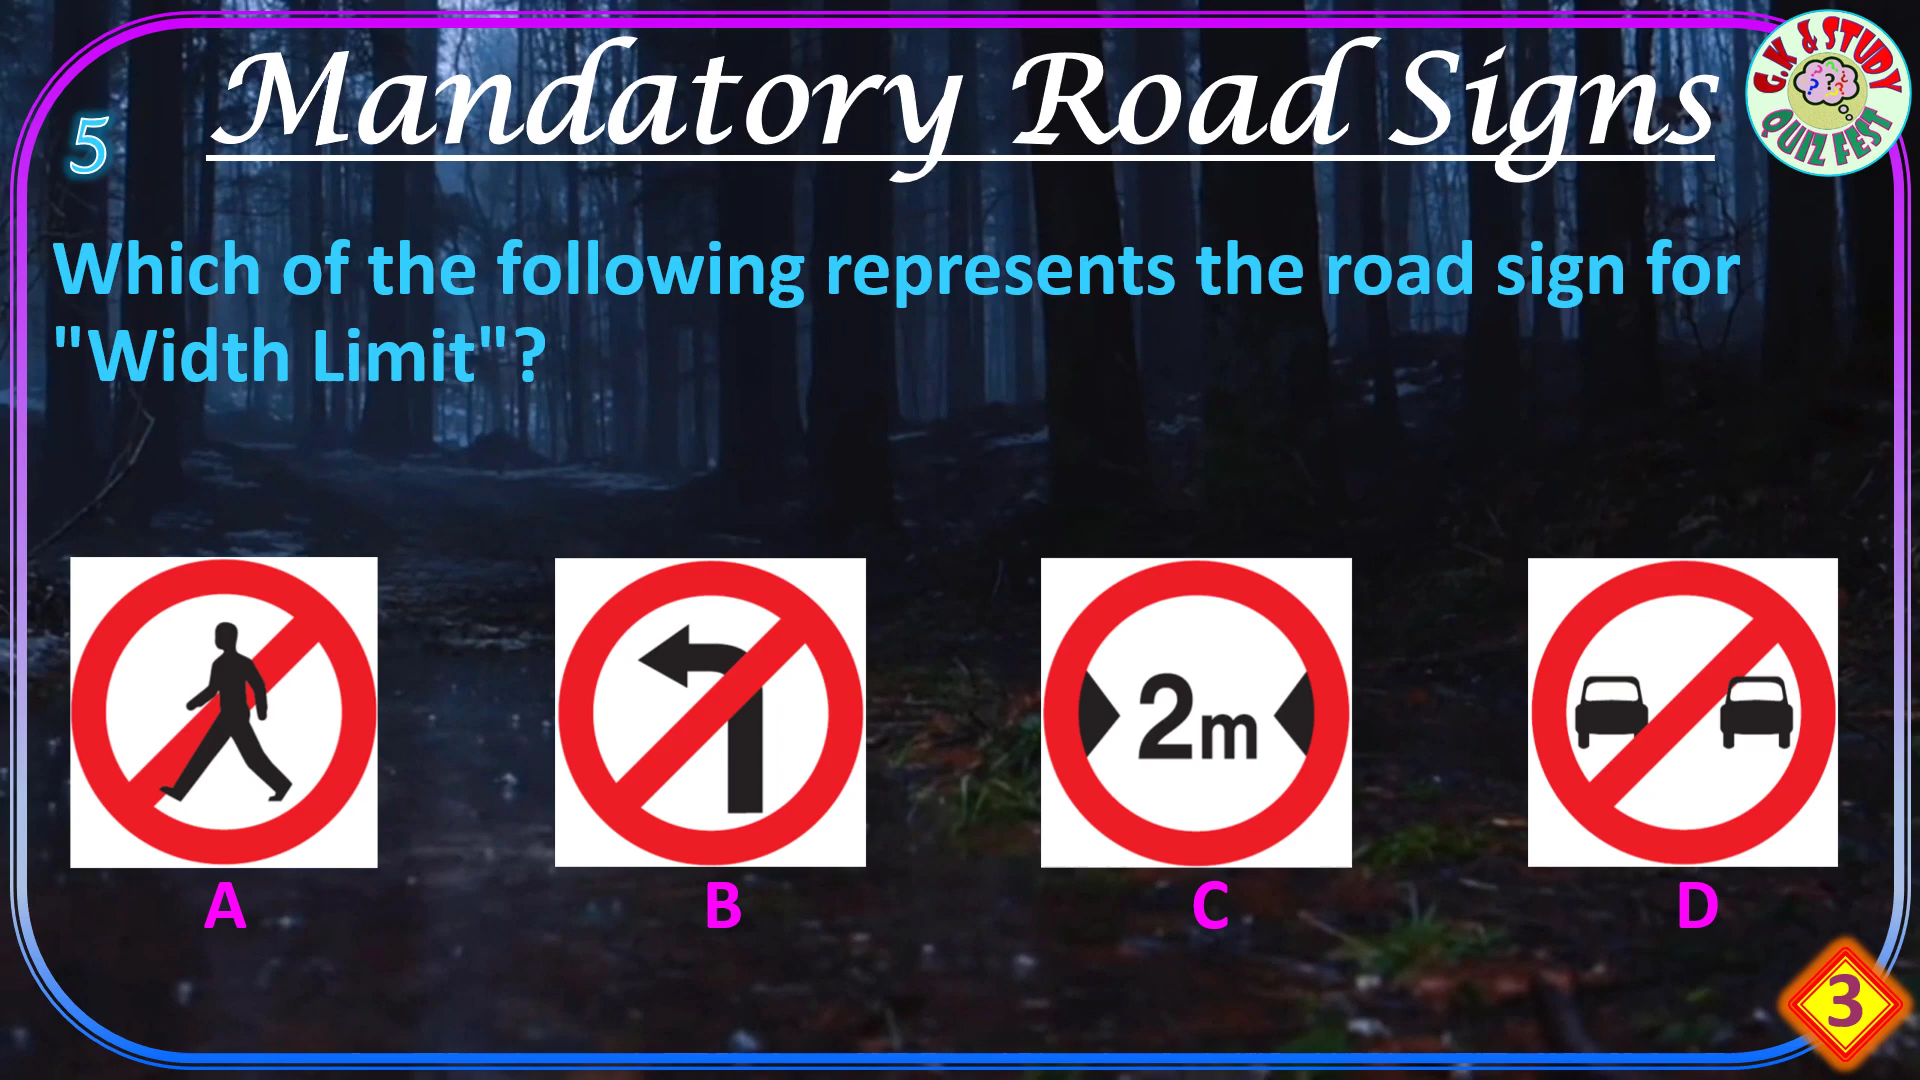 Mandatory Road Signs
G.K & STUDY
QUIZ FEST
5
Which of the following represents the road sign for
"Width Limit"?
2m
A
B
C
D
3